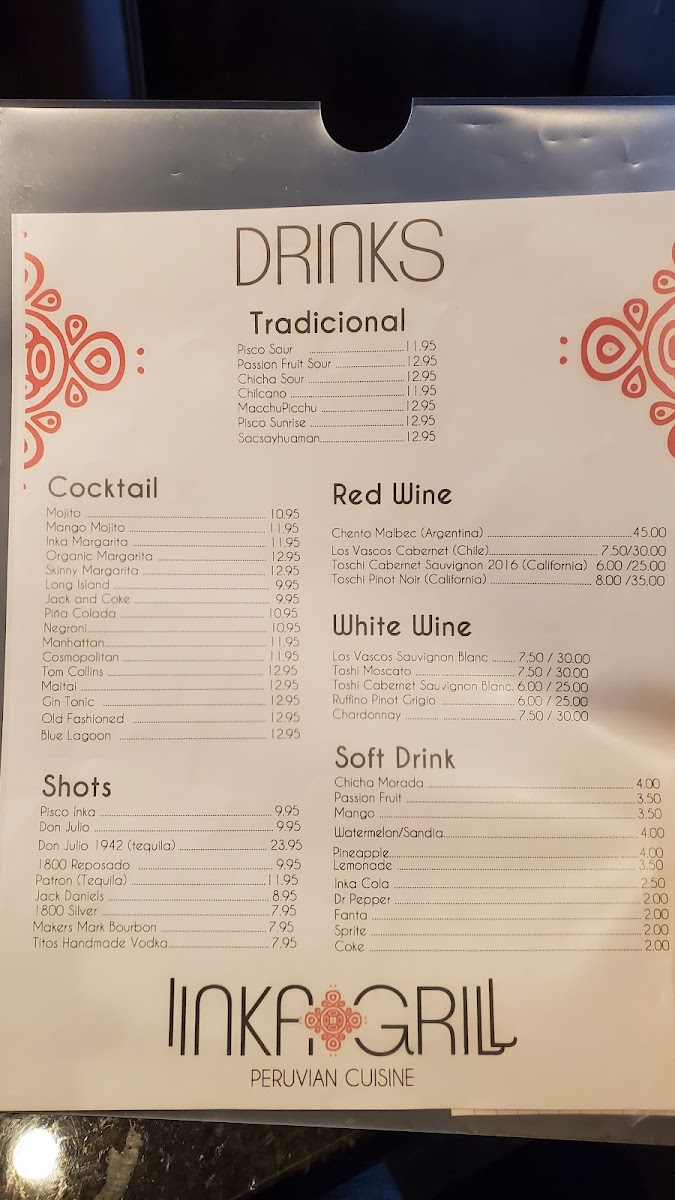 DRINKS
Tradicional
Pisco Sour 11.95
Passion Fruit Sour 12.95
Chicha Sour 12.95
Chilcano 11.95
MacchuPicchu 12.95
Pisco Sunrise 12.95
Sacsayhuaman 12.95
Cocktail
Mojito 10.95
Mango Mojito 11.95
Inka Margarita 11.95
Organic Margarita 12.95
Skinny Margarita 12.95
Long Island 9.95
Jack and Coke 9.95
Piña Colada 10.95
Negroni 10.95
Manhattan 11.95
Cosmopolitan 11.95
Tom Collins 12.95
Maitai 12.95
Gin Tonic 12.95
Old Fashioned 12.95
Blue Lagoon 12.95
Shots
Pisco Inka 9.95
Don Julio 9.95
Don Julio 1942 (tequila) 23.95
1800 Reposado 9.95
Patron (Tequila) 11.95
Jack Daniels 8.95
1800 Silver 7.95
Makers Mark Bourbon 7.95
Titos Handmade Vodka 7.95
Red Wine
Chento Malbec (Argentina) 45.00
Los Vascos Cabernet (Chile) 7.50/30.00
Toschi Cabernet Sauvignon 2016 (California) 6.00 /25.00
Toschi Pinot Noir (California) 8.00 /35.00
White Wine
Los Vascos Sauvignon Blanc 7.50 / 30.00
Toshi Moscato 7.50 / 30.00
Toshi Cabernet Sauvignon Blanc. 6.00 / 25.00
Ruffino Pinot Grigio 6.00 / 25.00
Chardonnay 7.50 / 30.00
Soft Drink
Chicha Morada 4.00
Passion Fruit 3.50
Mango 3.50
Watermelon/Sandia 4.00
Pineapple 4.00
Lemonade 3.50
Inka Cola 2.50
Dr Pepper 2.00
Fanta 2.00
Sprite 2.00
Coke 2.00
INKA GRILL
PERUVIAN CUISINE